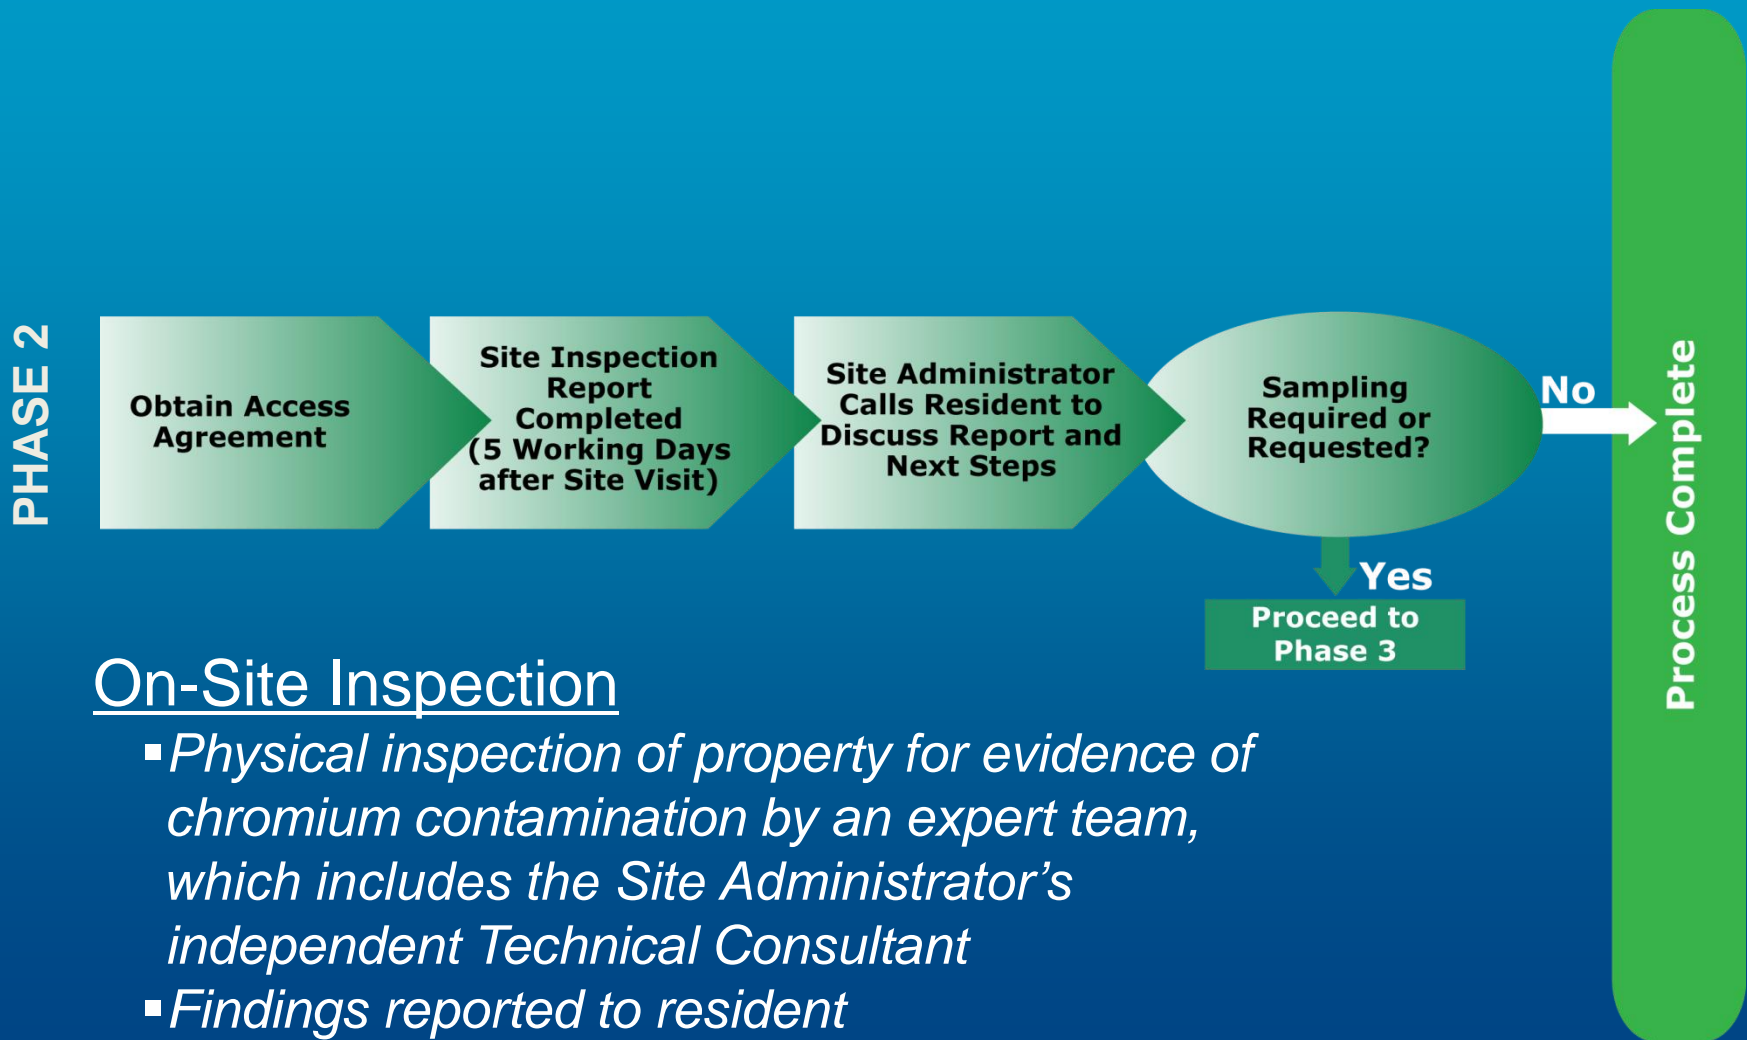 PHASE 2
Obtain Access
Agreement
Site Inspection
Report
Completed
(5 Working Days
after Site Visit)
Site Administrator
Calls Resident to
Discuss Report and
Next Steps
Sampling
Required or
Requested?
No
Process Complete
Yes
Proceed to
Phase 3
On-Site Inspection
▪Physical inspection of property for evidence of
chromium contamination by an expert team,
which includes the Site Administrator’s
independent Technical Consultant
▪Findings reported to resident